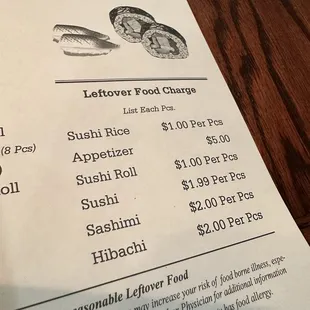 Leftover Food Charge
List Each Pcs.
Sushi Rice $1.00 Per Pcs
Appetizer $5.00
Sushi Roll $1.00 Per Pcs
Sushi $1.99 Per Pcs
Sashimi $2.00 Per Pcs
Hibachi $2.00 Per Pcs
(8 Pcs)
oll
asonable Leftover Food
may increase your risk of food borne illness, espe-
Physician for additional information
has food allergy.